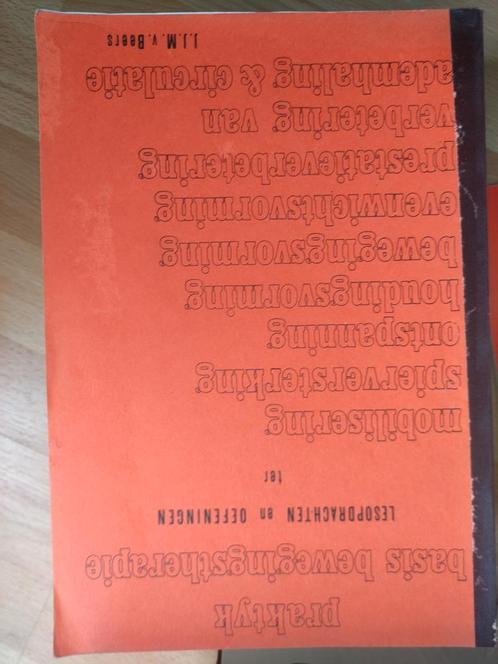 praktyk
basis bewegingstherapie
LESOPDRACHTEN en OEFENINGEN
ter
mobilisering
spierversterking
ontspanning
houdingsvorming
bewegingsvorming
evenwichtsvorming
prestatieverbetering
verbetering van
ademhaling & circulatie
J.J.M v. Beers